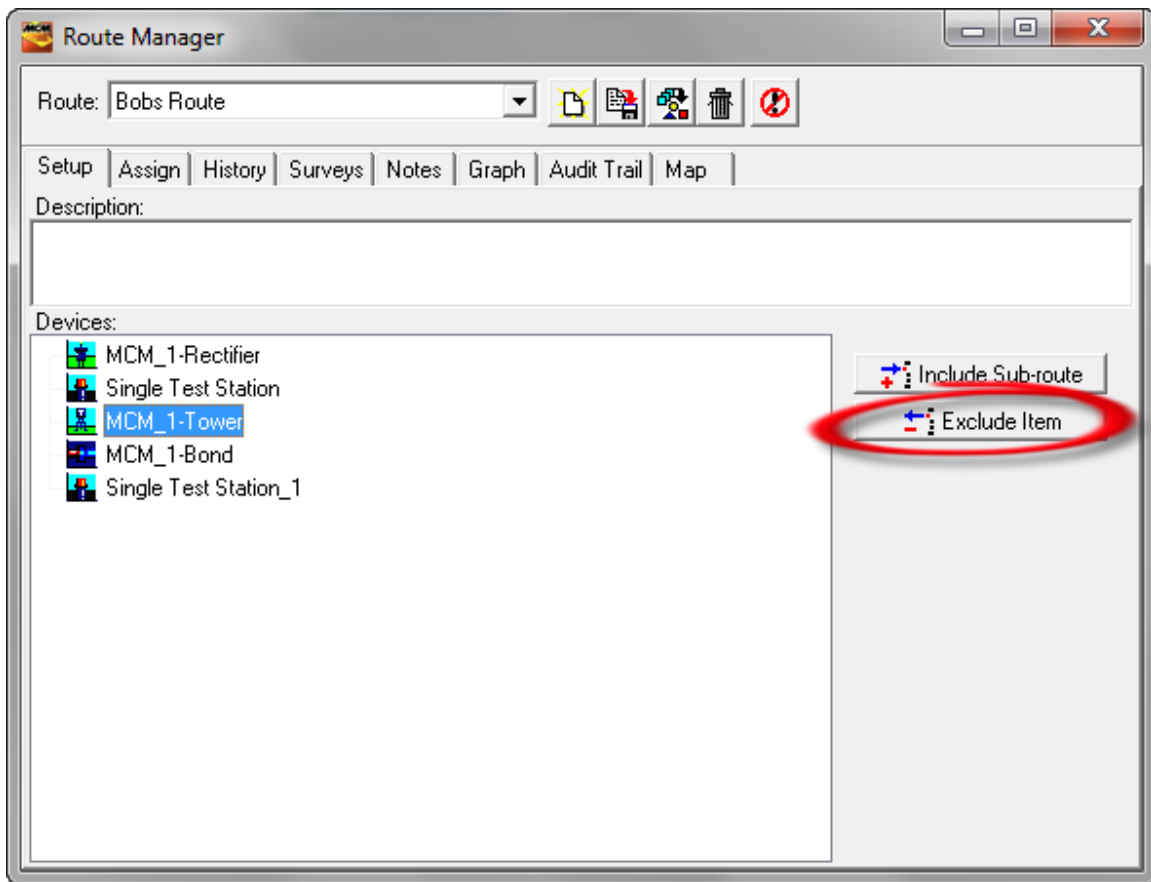 MCM Route Manager
Route: Bobs Route
Setup Assign History Surveys Notes Graph Audit Trail Map
Description:
Devices:
MCM_1-Rectifier
Include Sub-route
Single Test Station
MCM_1-Tower
Exclude Item
MCM_1-Bond
Single Test Station_1